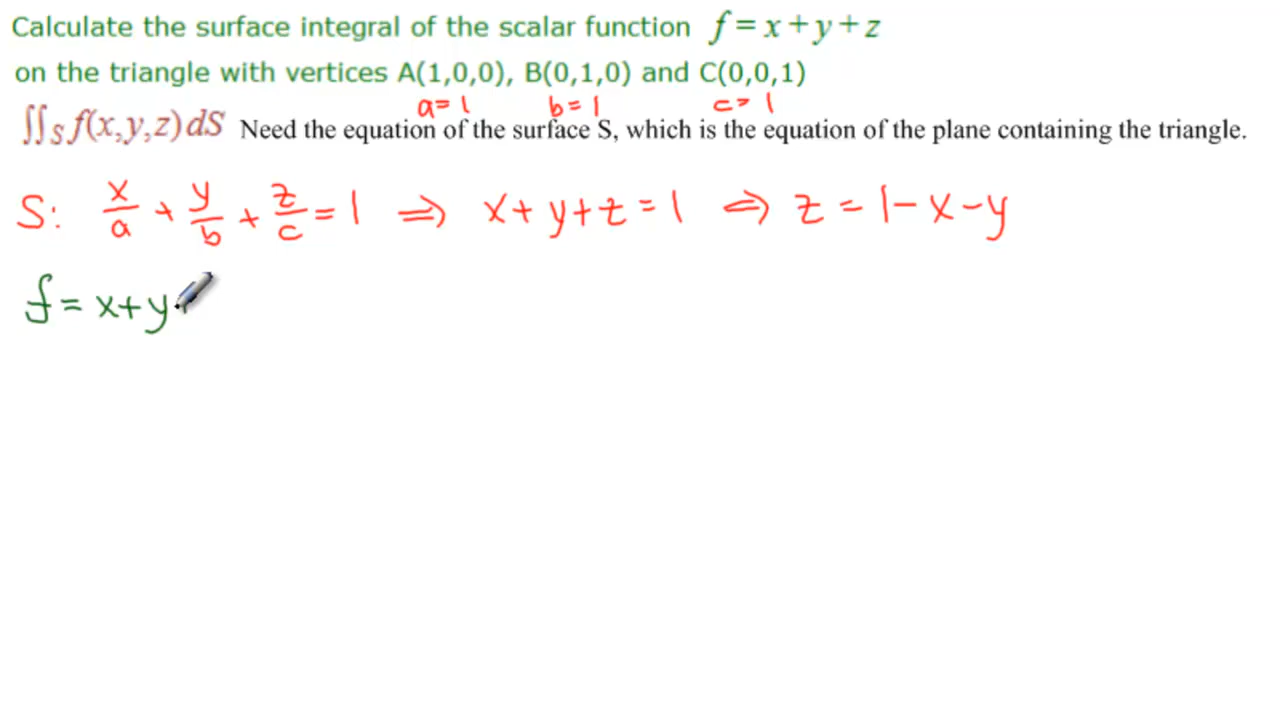 Calculate the surface integral of the scalar function f = x + y + z
on the triangle with vertices A(1,0,0), B(0,1,0) and C(0,0,1)
a = 1 b = 1 c = 1
∬S f(x,y,z) dS Need the equation of the surface S, which is the equation of the plane containing the triangle.
S: x/a + y/b + z/c = 1 ⇒ x + y + z = 1 ⇒ z = 1 - x - y
f = x + y